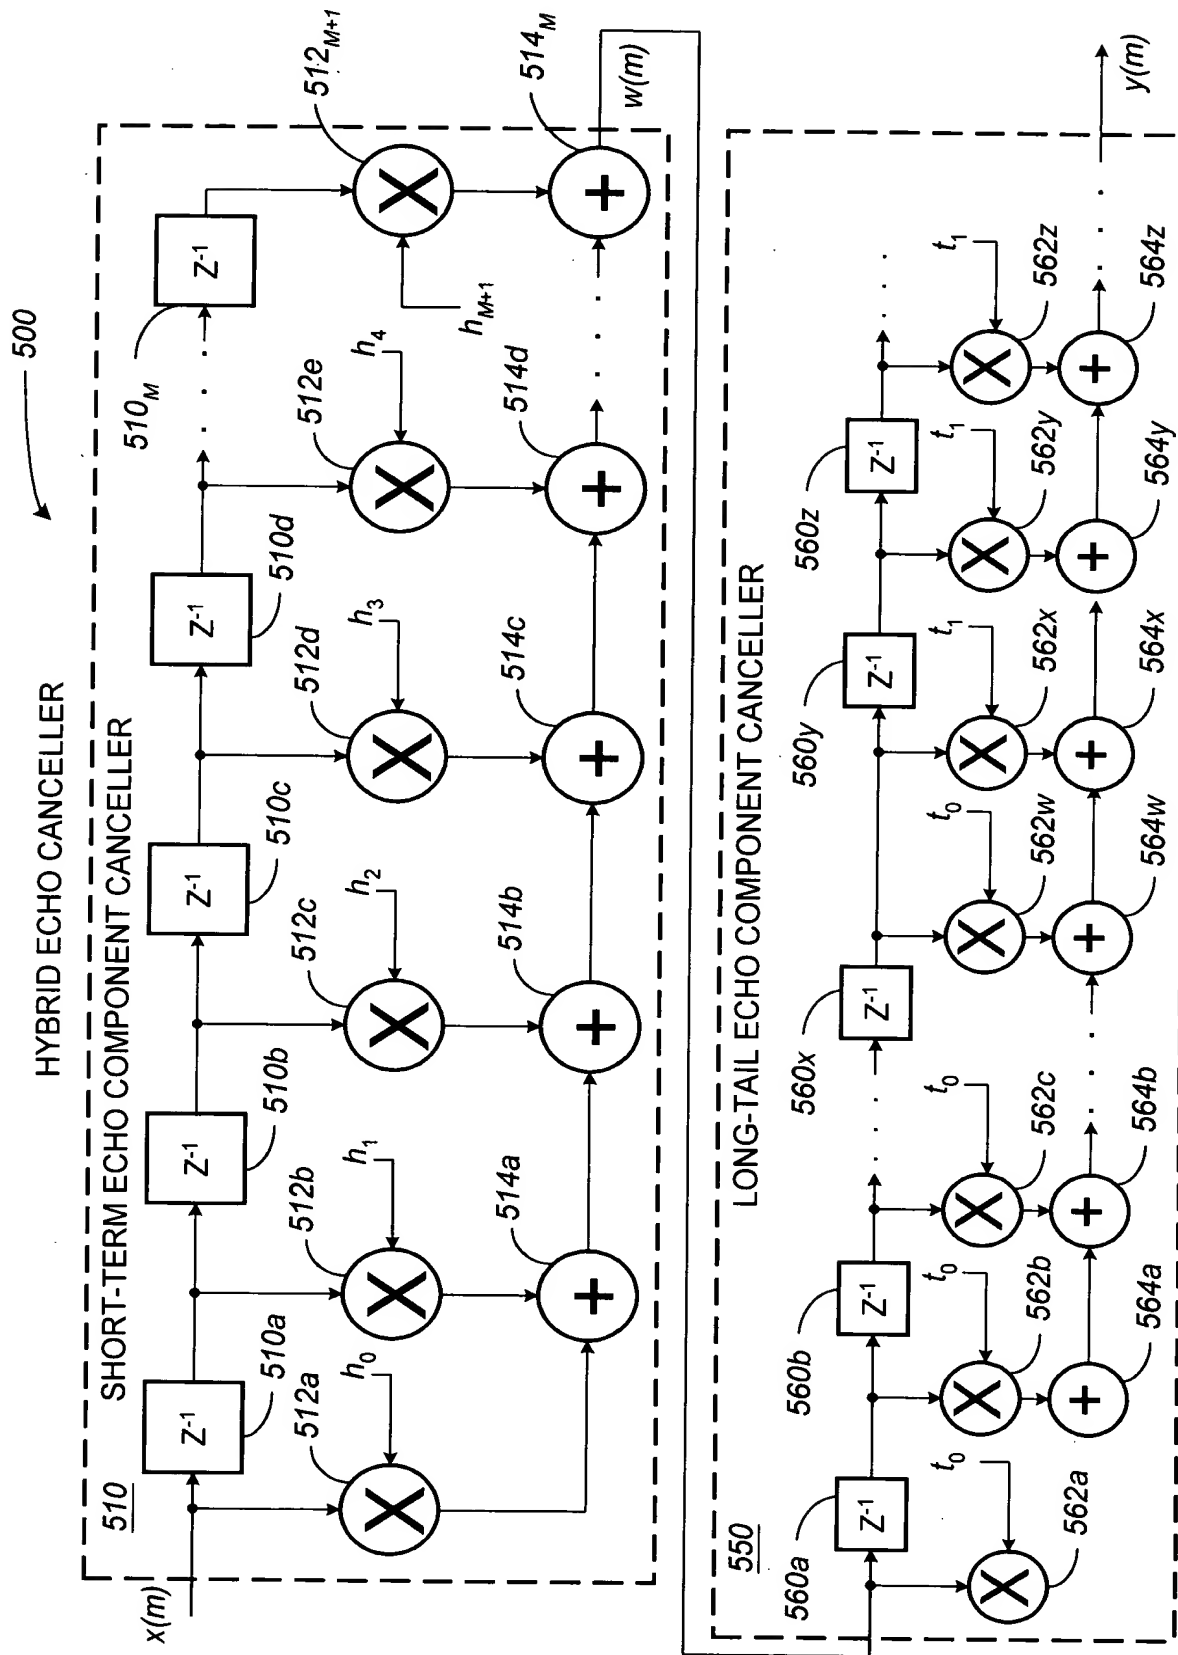 500
HYBRID ECHO CANCELLER
SHORT-TERM ECHO COMPONENT CANCELLER
510
x(m)
Z-1
510a
Z-1
510b
Z-1
510c
Z-1
510d
. . .
510M
Z-1
512a
h0
512b
h1
512c
h2
512d
h3
512e
h4
512M+1
hM+1
514a
514b
514c
514d
. . .
514M
w(m)
LONG-TAIL ECHO COMPONENT CANCELLER
550
560a
Z-1
560b
Z-1
. . .
560x
Z-1
560y
Z-1
560z
Z-1
. . .
t0
562a
t0
562b
t0
562c
t0
562w
t1
562x
t1
562y
t1
562z
564a
564b
. . .
564w
564x
564y
564z
. . .
y(m)